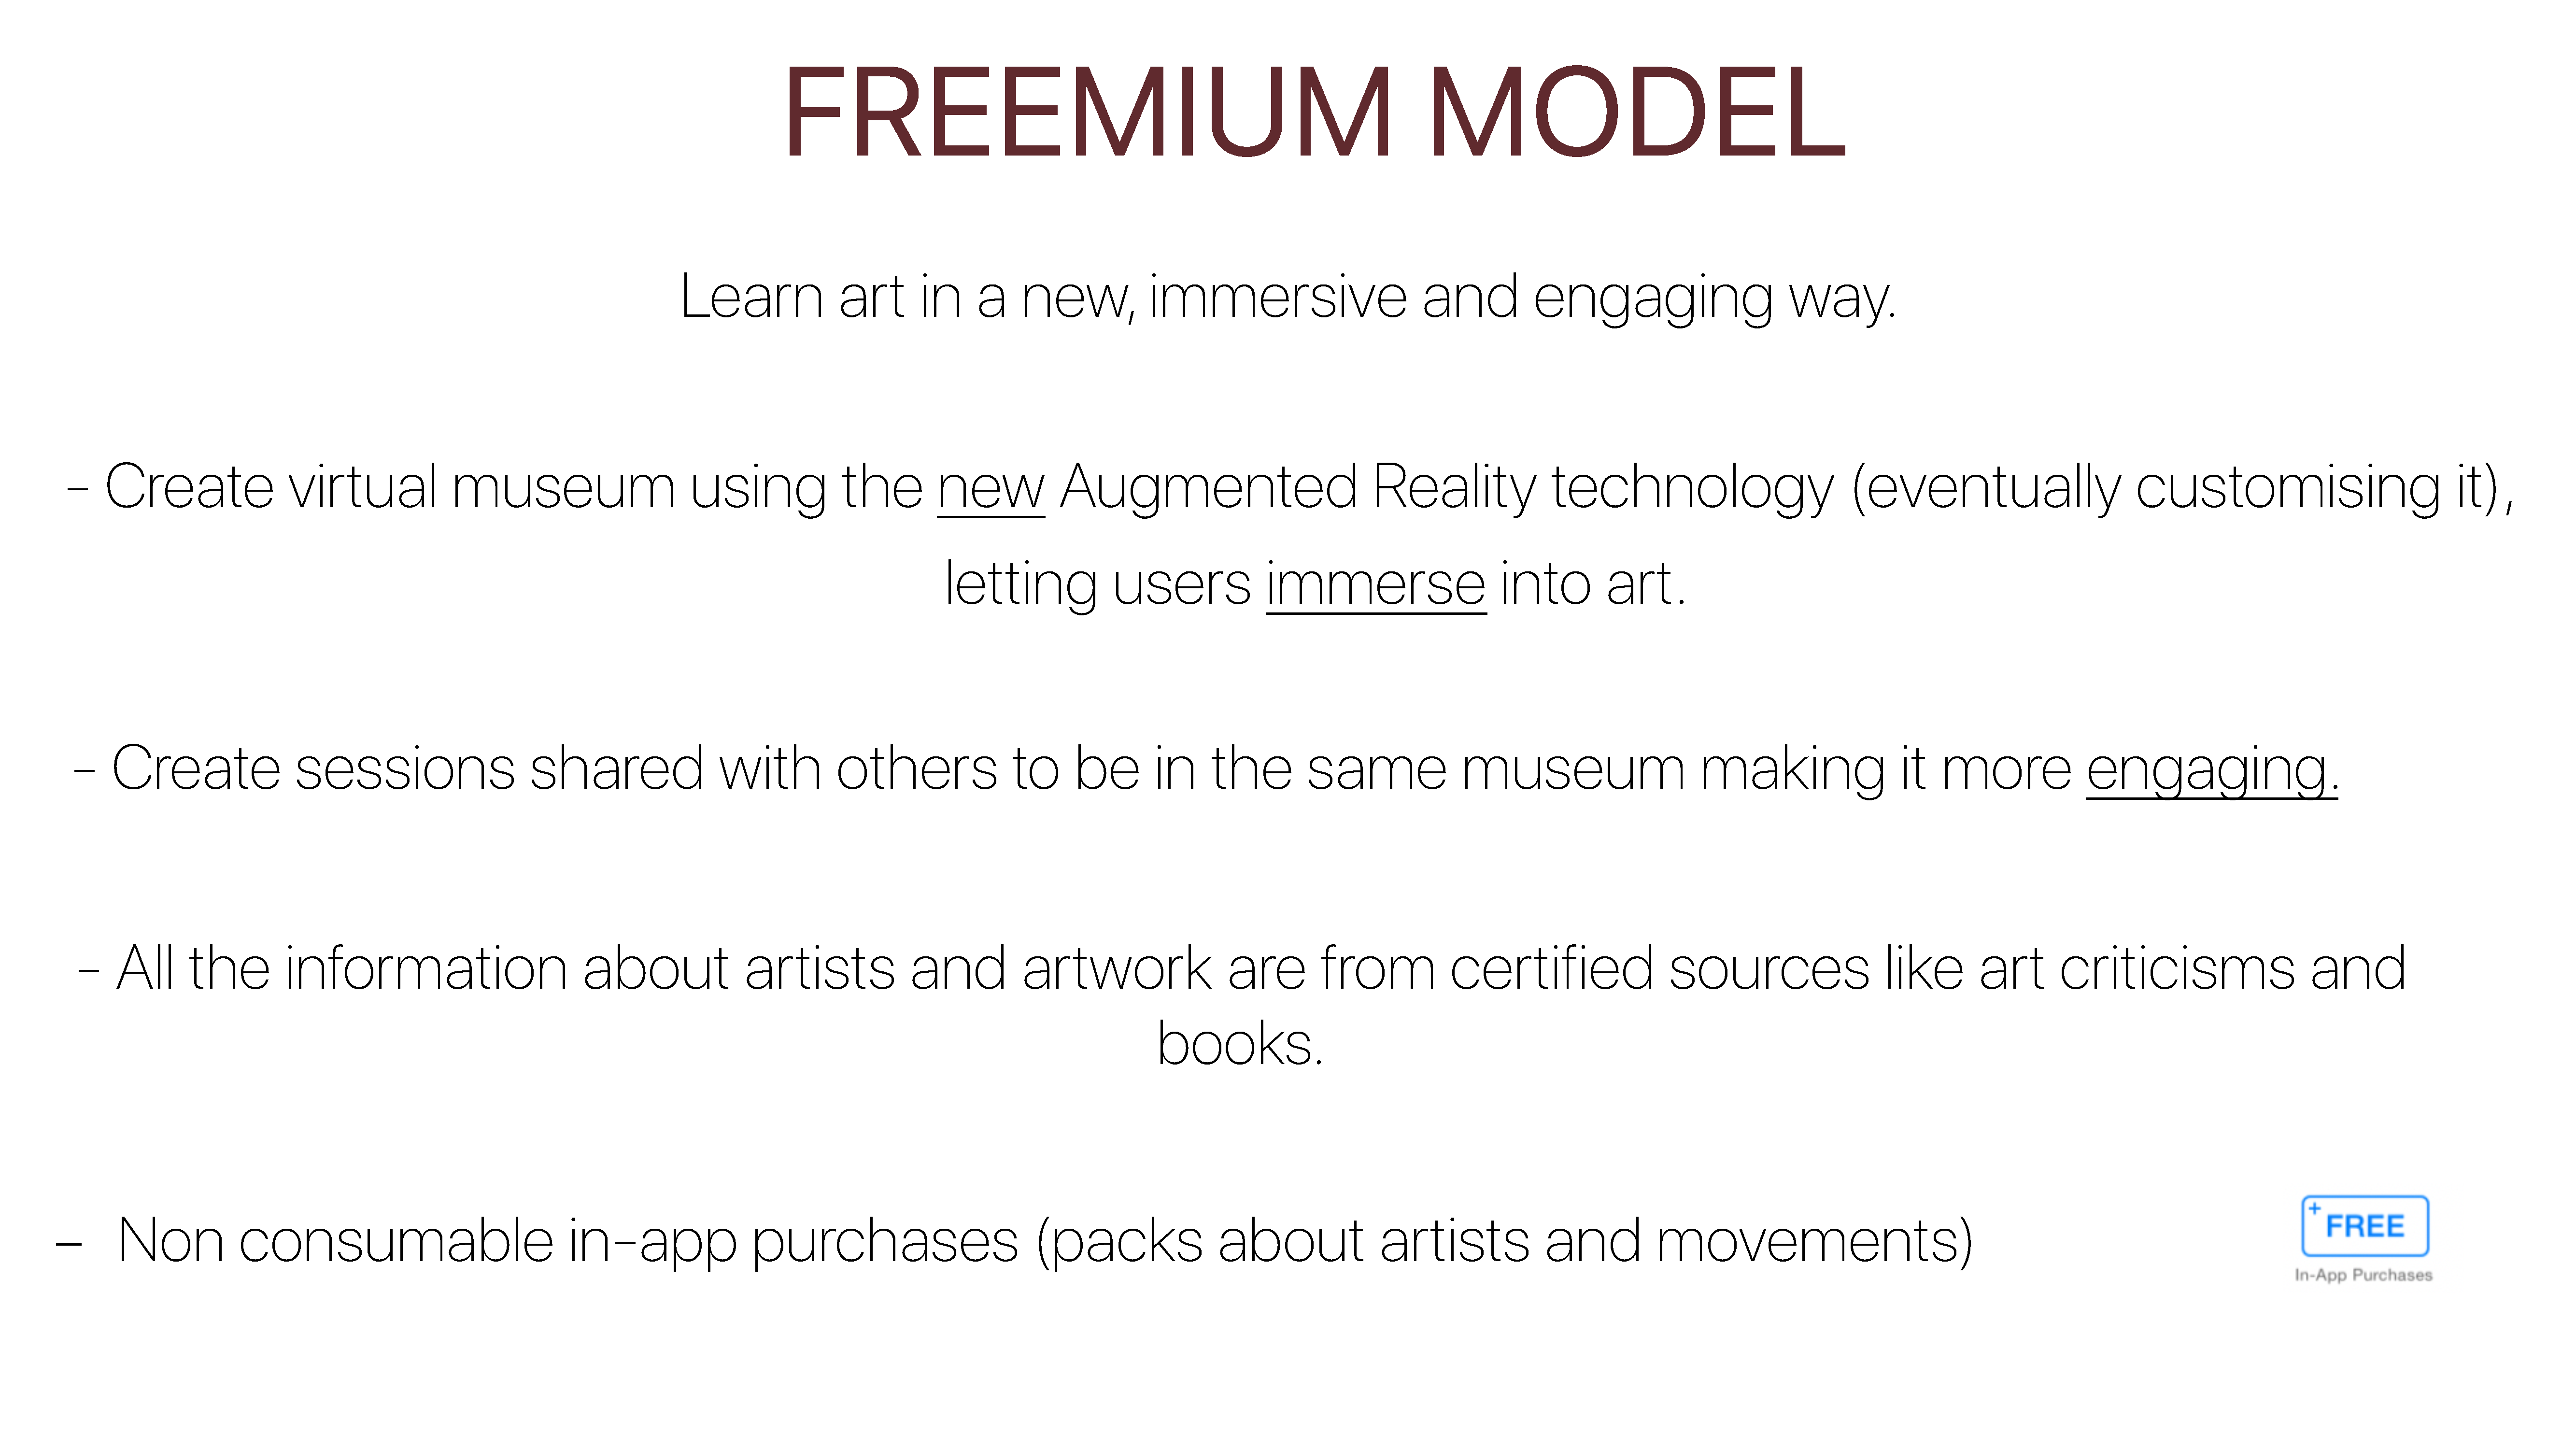 FREEMIUM MODEL
Learn art in a new, immersive and engaging way.
- Create virtual museum using the new Augmented Reality technology (eventually customising it),
letting users immerse into art.
- Create sessions shared with others to be in the same museum making it more engaging.
- All the information about artists and artwork are from certified sources like art criticisms and
books.
- Non consumable in-app purchases (packs about artists and movements)
+ FREE
In-App Purchases